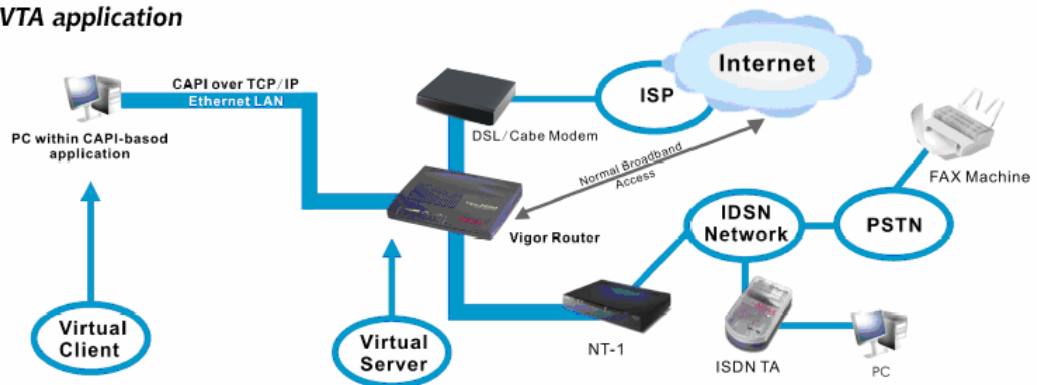 VTA application
CAPI over TCP/IP
Ethernet LAN
PC within CAPI-basod
application
DSL/Cabe Modem
ISP
Internet
Normal Broadband
Access
FAX Machine
Vigor Router
IDSN
Network
PSTN
Virtual
Client
Virtual
Server
NT-1
ISDN TA
PC